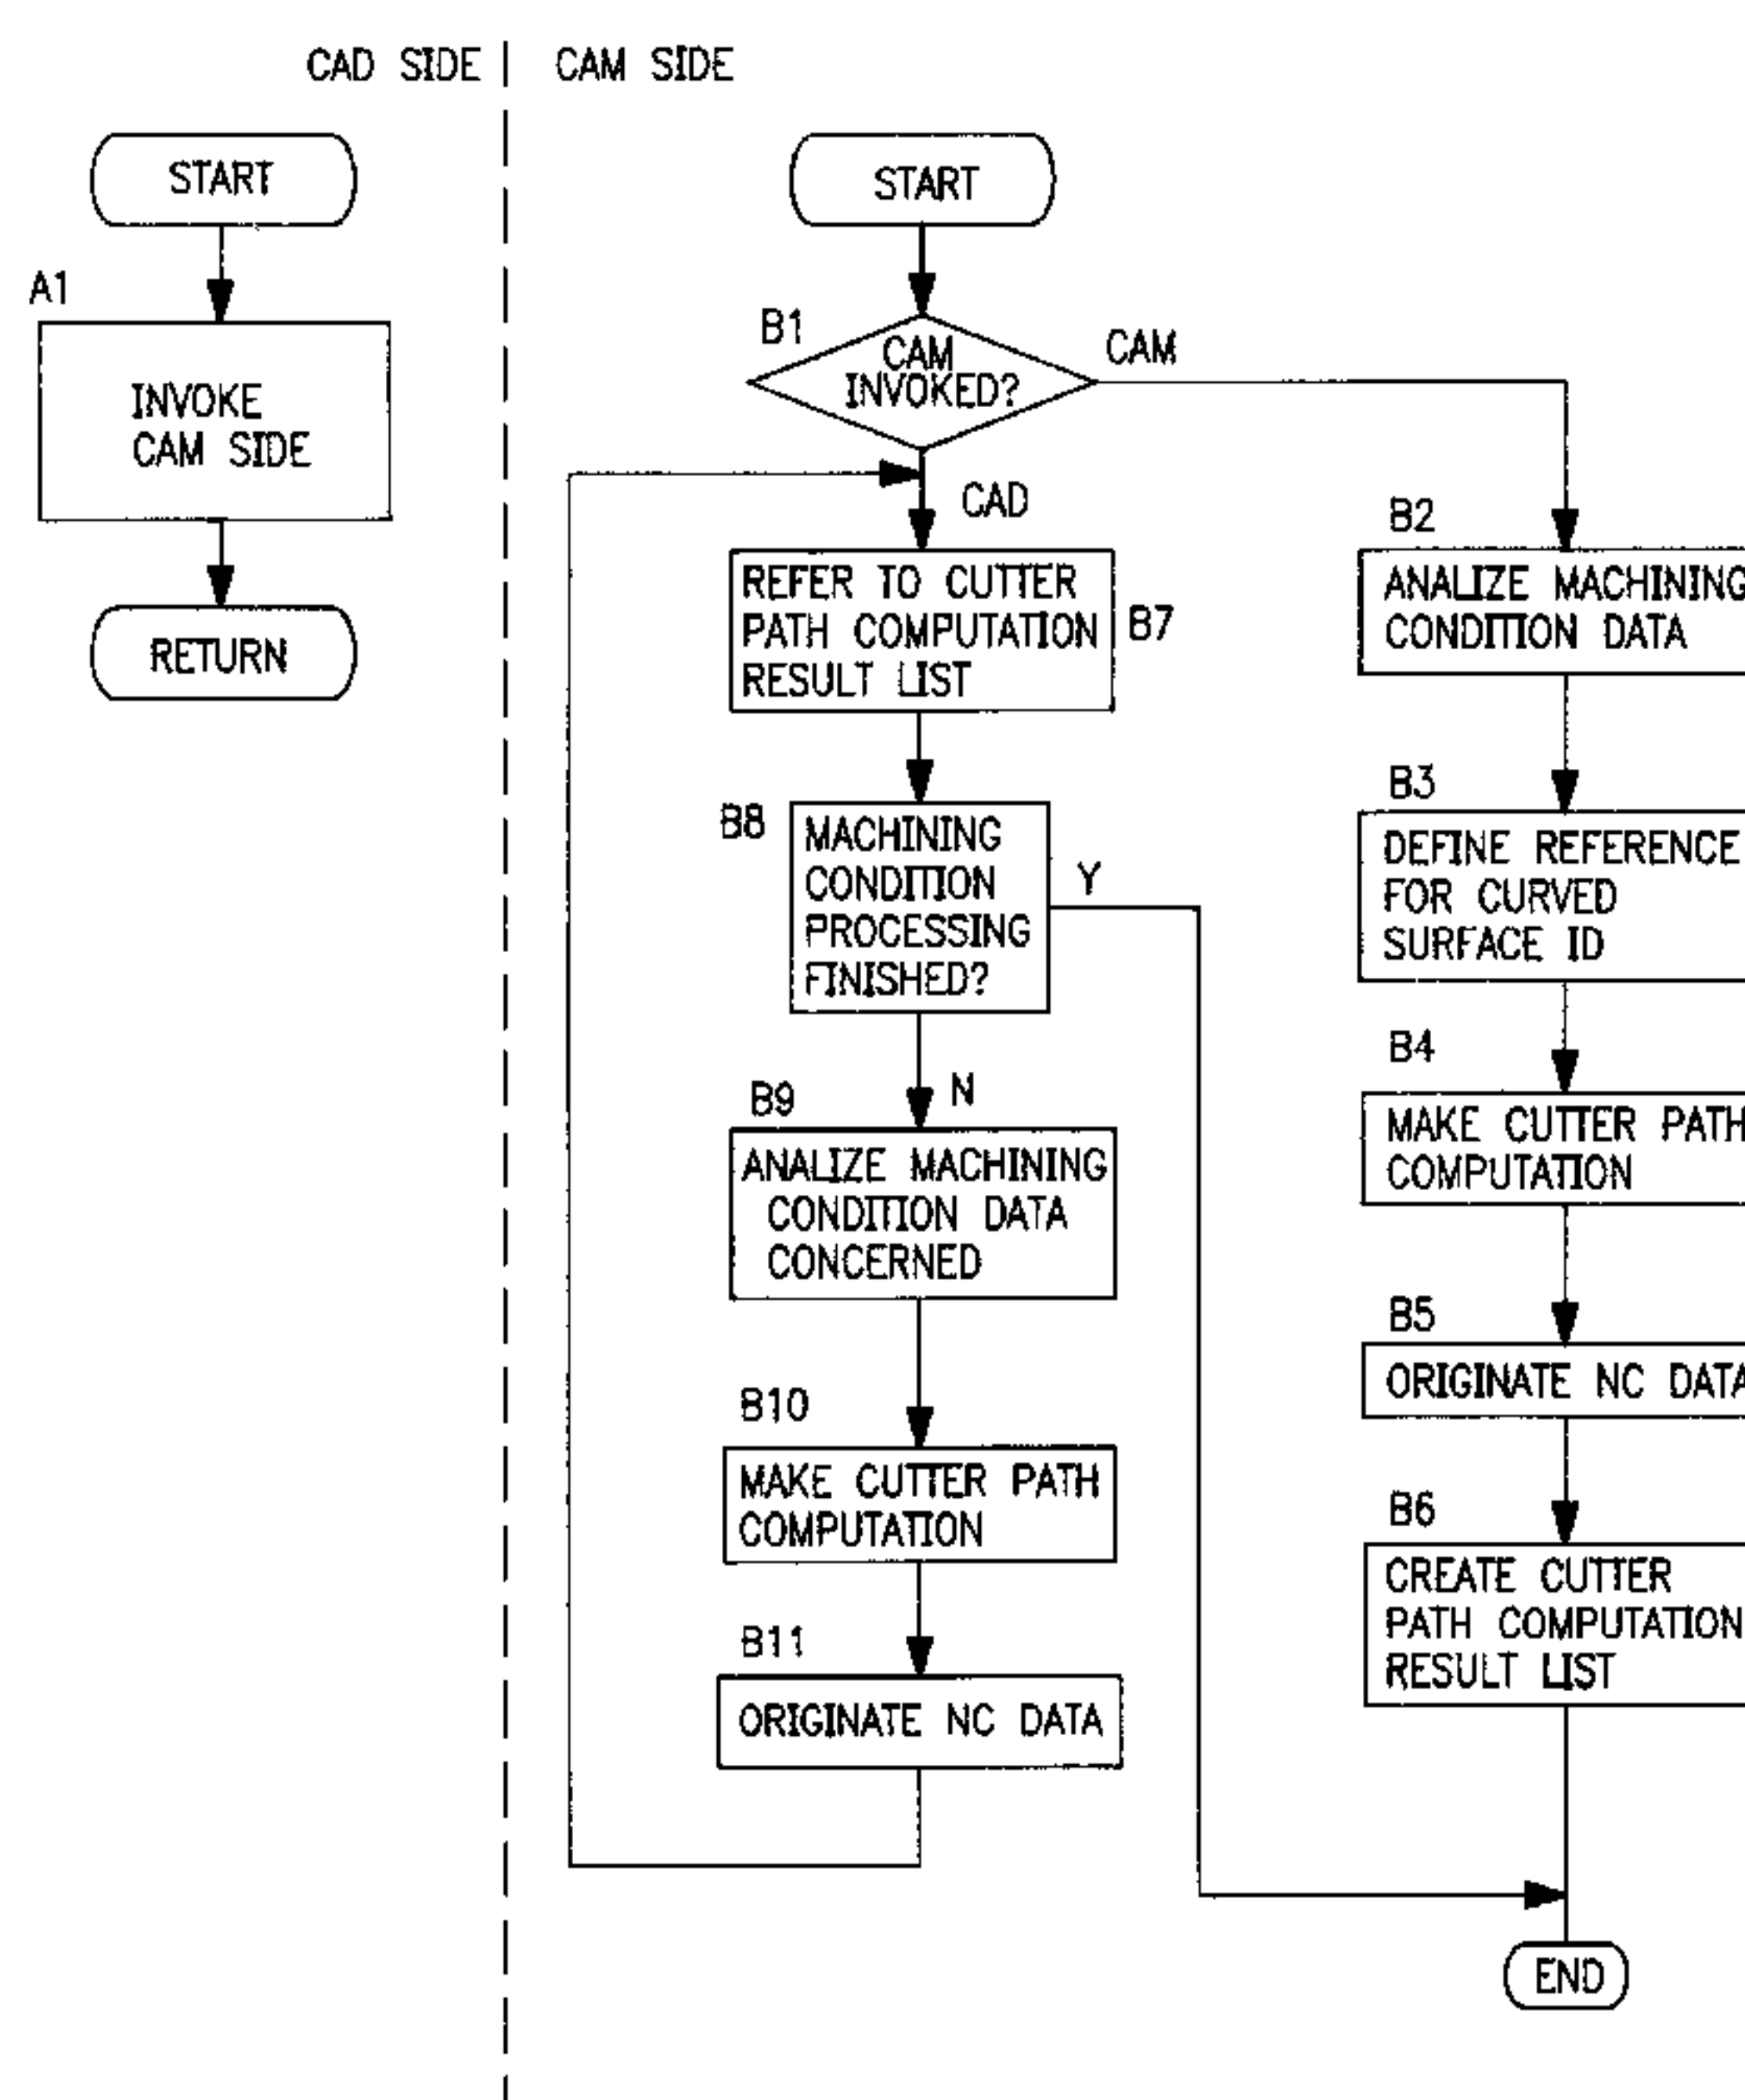 CAD SIDE
CAM SIDE
START
A1
INVOKE
CAM SIDE
RETURN
START
B1
CAM
INVOKED?
CAM
CAD
REFER TO CUTTER
PATH COMPUTATION
RESULT LIST
B7
B8
MACHINING
CONDITION
PROCESSING
FINISHED?
Y
N
B9
ANALIZE MACHINING
CONDITION DATA
CONCERNED
B10
MAKE CUTTER PATH
COMPUTATION
B11
ORIGINATE NC DATA
B2
ANALIZE MACHINING
CONDITION DATA
B3
DEFINE REFERENCE
FOR CURVED
SURFACE ID
B4
MAKE CUTTER PATH
COMPUTATION
B5
ORIGINATE NC DATA
B6
CREATE CUTTER
PATH COMPUTATION
RESULT LIST
END